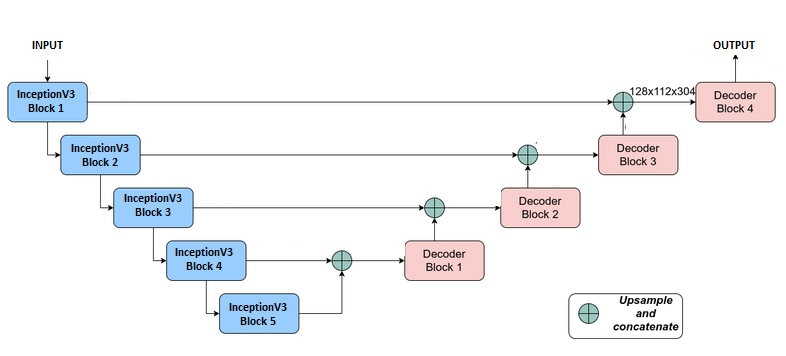 INPUT
OUTPUT
InceptionV3
Block 1
128x112x304
Decoder
Block 4
InceptionV3
Block 2
Decoder
Block 3
InceptionV3
Block 3
Decoder
Block 2
InceptionV3
Block 4
Decoder
Block 1
InceptionV3
Block 5
Upsample
and
concatenate